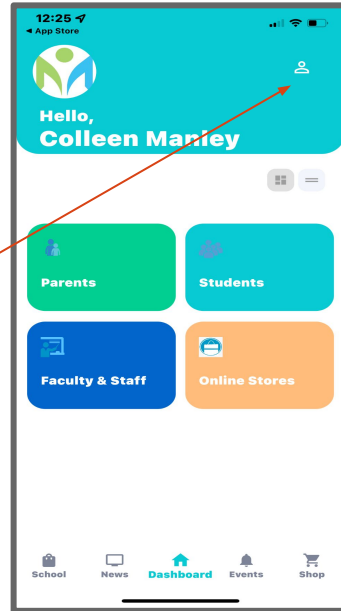 12:25
App Store
Hello,
Colleen Manley
Parents
Students
Faculty & Staff
Online Stores
School
News
Dashboard
Events
Shop